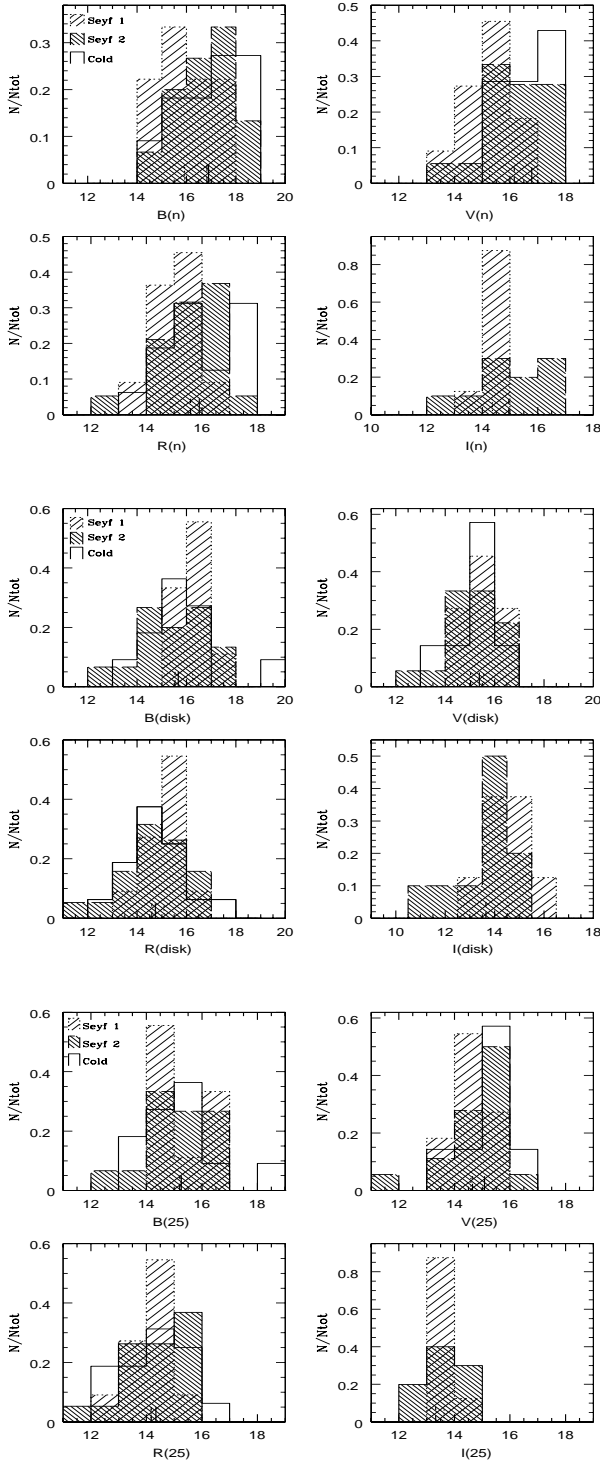 N/Ntot
0.3
0.2
0.1
0
Seyf 1
Seyf 2
Cold
12 14 16 18 20
B(n)
N/Ntot
0.5
0.4
0.3
0.2
0.1
0
12 14 16 18
V(n)
N/Ntot
0.5
0.4
0.3
0.2
0.1
0
12 14 16 18
R(n)
N/Ntot
0.8
0.6
0.4
0.2
0
10 12 14 16 18
I(n)
N/Ntot
0.6
0.4
0.2
0
Seyf 1
Seyf 2
Cold
12 14 16 18 20
B(disk)
N/Ntot
0.6
0.4
0.2
0
12 14 16 18
V(disk)
N/Ntot
0.6
0.4
0.2
0
12 14 16 18 20
R(disk)
N/Ntot
0.5
0.4
0.3
0.2
0.1
0
10 12 14 16 18
I(disk)
N/Ntot
0.6
0.4
0.2
0
Seyf 1
Seyf 2
Cold
12 14 16 18
B(25)
N/Ntot
0.6
0.4
0.2
0
12 14 16 18
V(25)
N/Ntot
0.6
0.4
0.2
0
12 14 16 18
R(25)
N/Ntot
0.8
0.6
0.4
0.2
0
12 14 16 18
I(25)